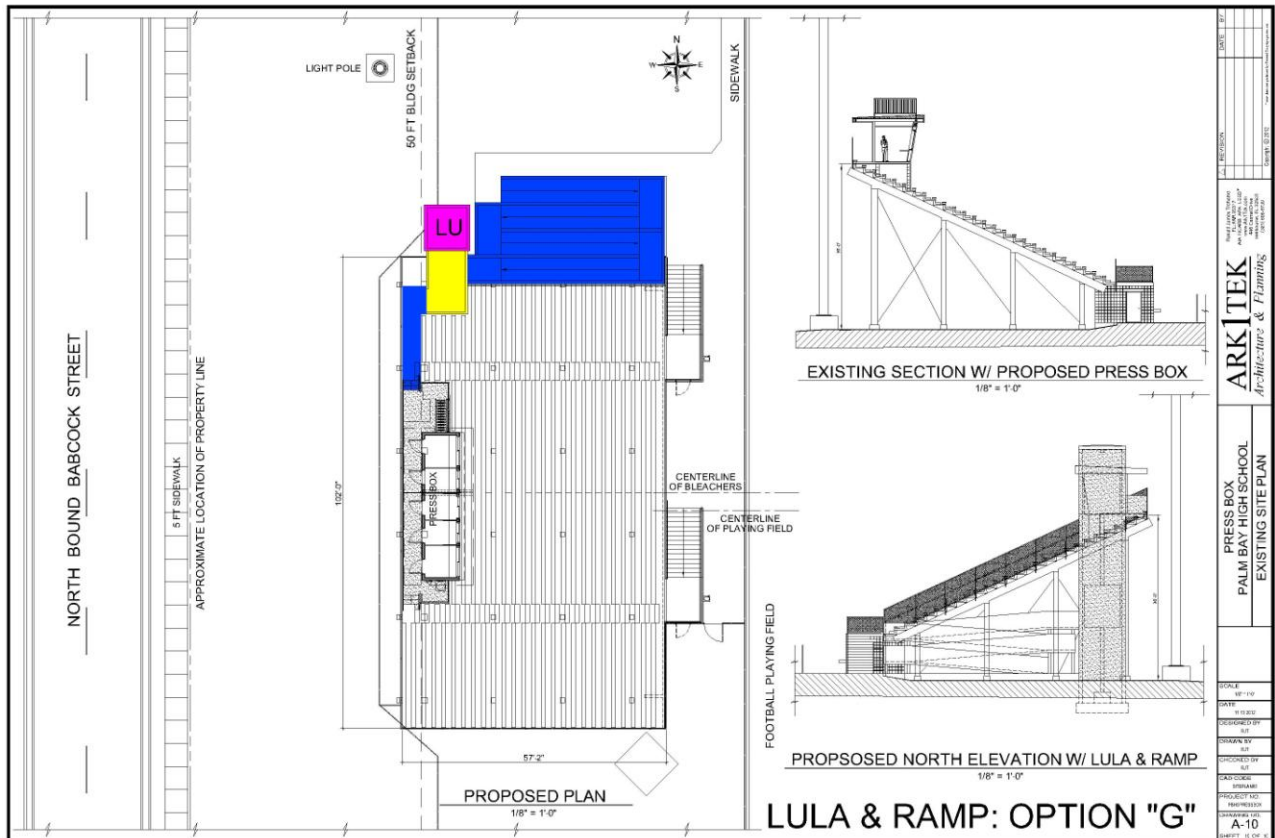 LIGHT POLE
50 FT BLDG SETBACK
N
W
E
S
SIDEWALK
LU
NORTH BOUND BABCOCK STREET
5 FT SIDEWALK
APPROXIMATE LOCATION OF PROPERTY LINE
102'-0"
PRESS BOX
CENTERLINE
OF BLEACHERS
CENTERLINE
OF PLAYING FIELD
FOOTBALL PLAYING FIELD
57'-2"
PROPOSED PLAN
1/8" = 1'-0"
EXISTING SECTION W/ PROPOSED PRESS BOX
1/8" = 1'-0"
PROPSOSED NORTH ELEVATION W/ LULA & RAMP
1/8" = 1'-0"
LULA & RAMP: OPTION "G"
BY
DATE
REVISION
ARK1TEK
Architecture & Planning
PRESS BOX
PALM BAY HIGH SCHOOL
EXISTING SITE PLAN
SCALE
DATE
DESIGNED BY
DRAWN BY
CHECKED BY
CAD CODE
PROJECT NO.
DRAWING NO.
A-10